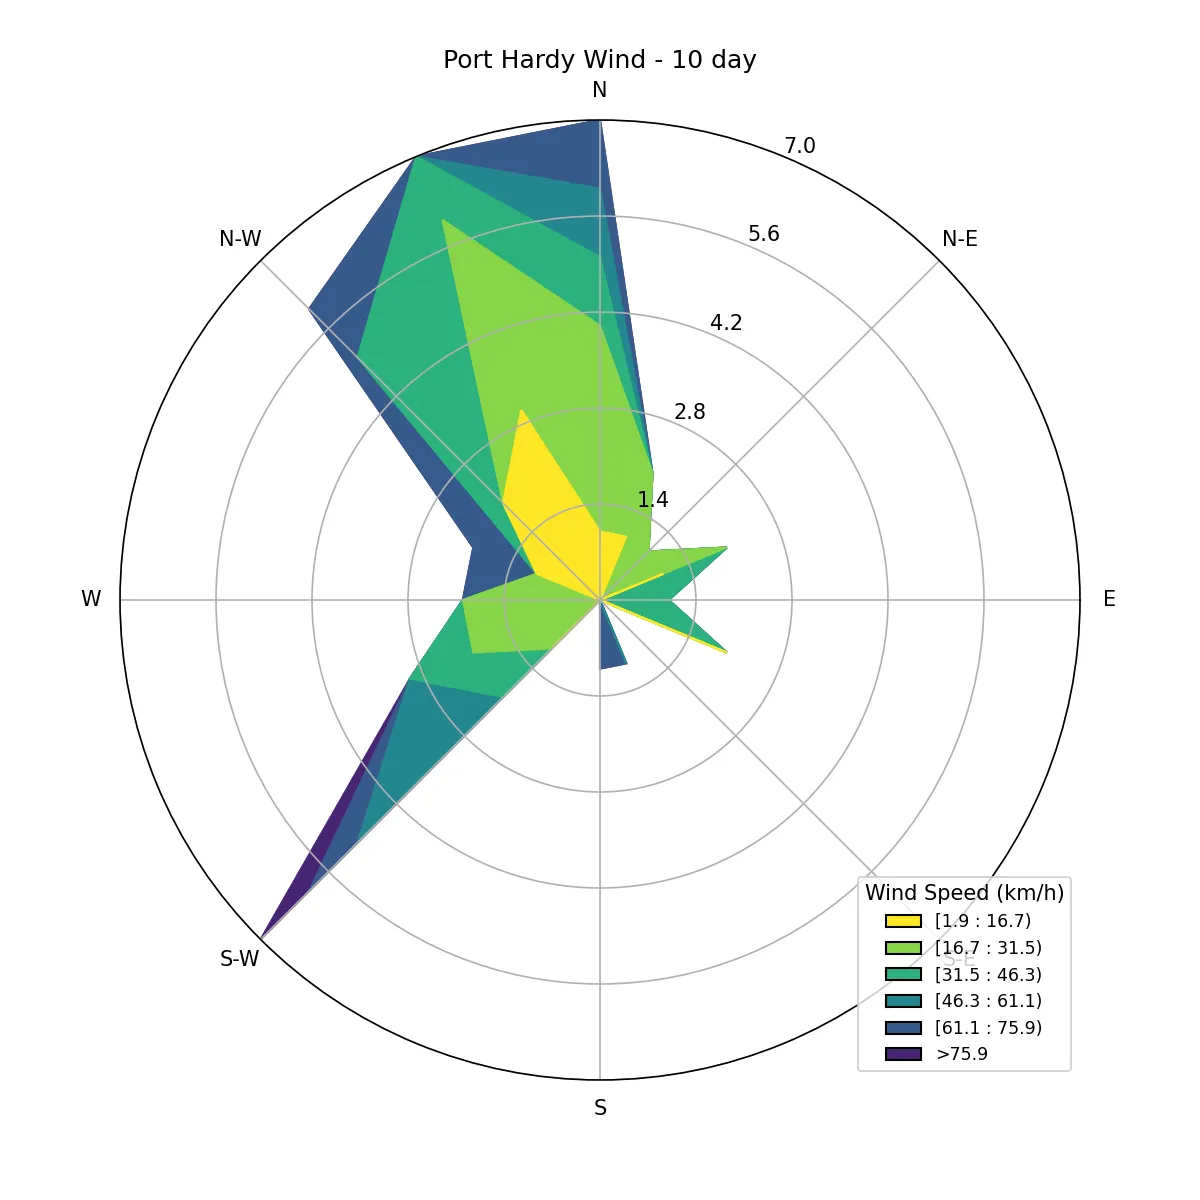 Port Hardy Wind - 10 day
N
7.0
N-W
5.6
N-E
4.2
2.8
1.4
W
E
S-W
S-E
S
Wind Speed (km/h)
[1.9 : 16.7)
[16.7 : 31.5)
[31.5 : 46.3)
[46.3 : 61.1)
[61.1 : 75.9)
>75.9